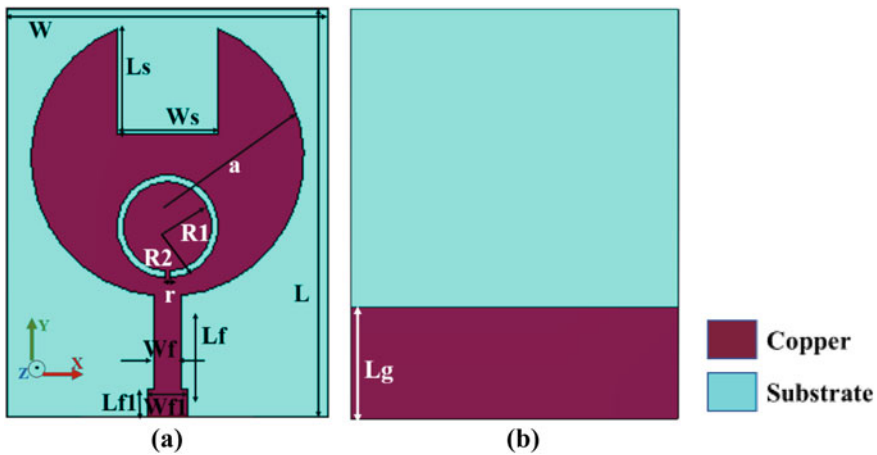 W
Ls
Ws
a
R1
R2
r
L
Lf
Wf
Lf1
Wf1
Y
Z
X
(a)
Lg
(b)
Copper
Substrate